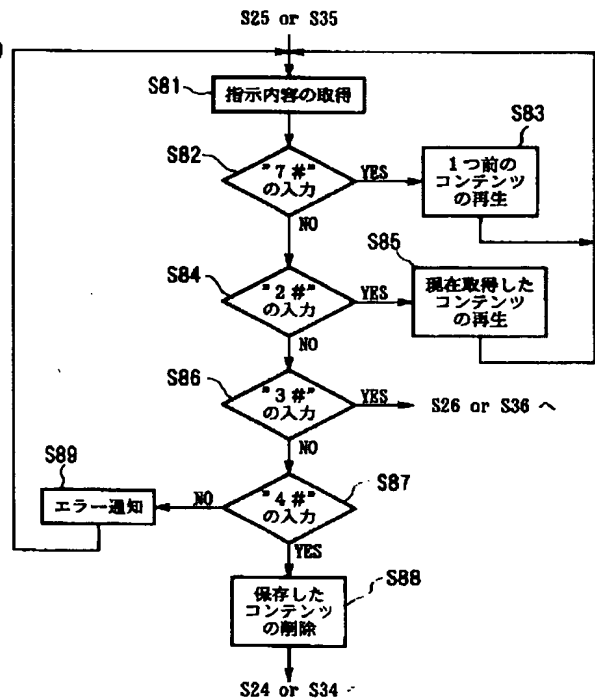 S25 or S35
S81
指示内容の取得
S82
"7#"
の入力
YES
NO
S83
1つ前の
コンテンツ
の再生
S84
"2#"
の入力
YES
NO
S85
現在取得した
コンテンツ
の再生
S86
"3#"
の入力
YES
S26 or S36 へ
NO
S87
"4#"
の入力
NO
YES
S89
エラー通知
S88
保存した
コンテンツ
の削除
S24 or S34